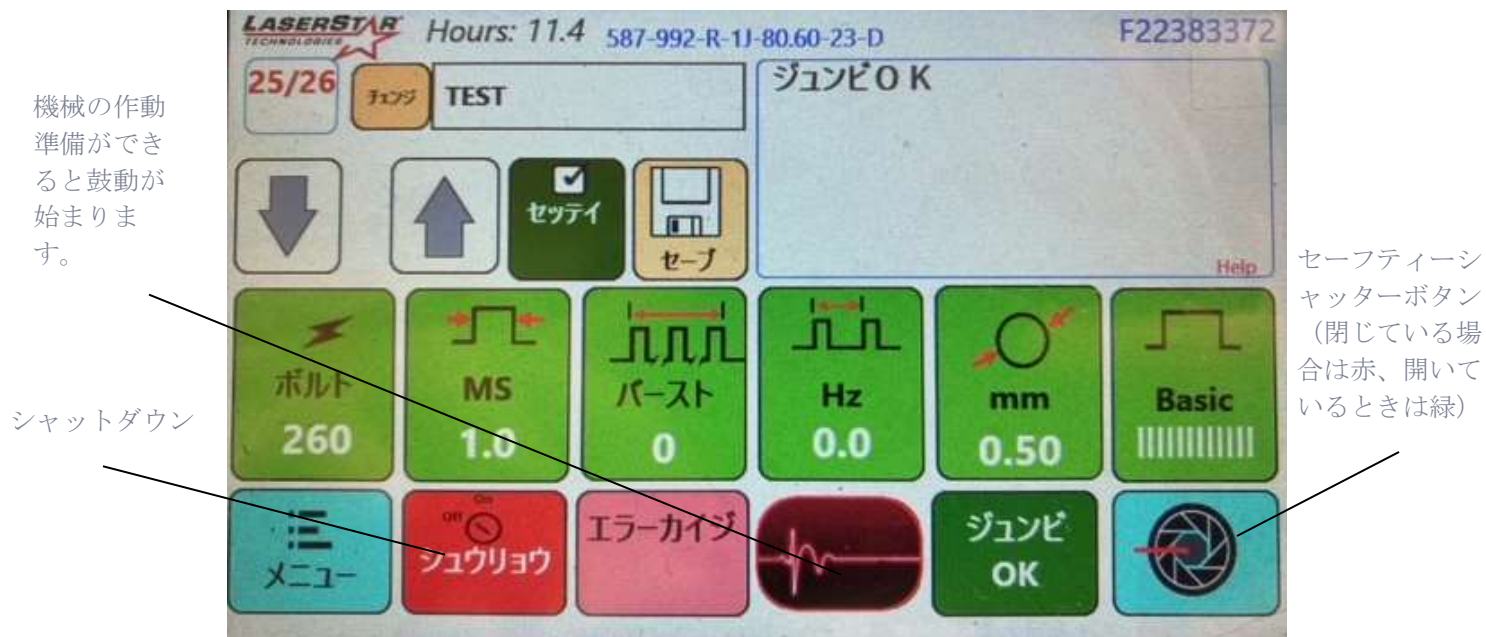 LASERSTAR
TECHNOLOGIES
Hours: 11.4
587-992-R-1J-80.60-23-D
F22383372
25/26
チェンジ
TEST
ジュンビOK
機械の作動
準備ができ
ると鼓動が
始まりま
す。
セッテイ
セーブ
Help
セーフティーシ
ャッターボタン
（閉じている場
合は赤、開いて
いるときは緑）
シャットダウン
ボルト
260
MS
1.0
バースト
0
Hz
0.0
mm
0.50
Basic
メニュー
On
Off
シュウリョウ
エラーカイジ
ジュンビ
OK